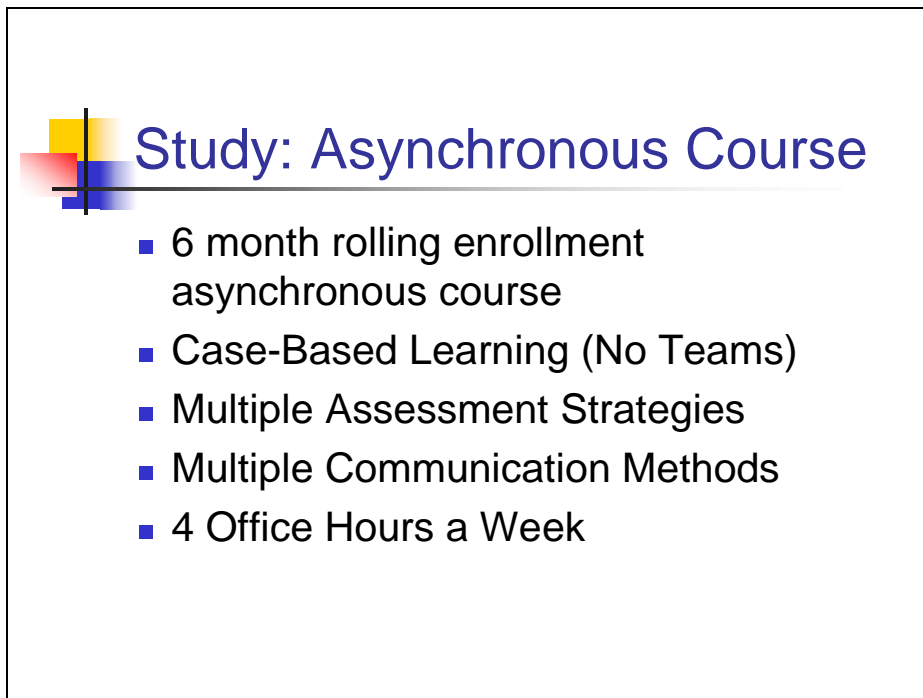 Study: Asynchronous Course
6 month rolling enrollment
asynchronous course
Case-Based Learning (No Teams)
Multiple Assessment Strategies
Multiple Communication Methods
4 Office Hours a Week